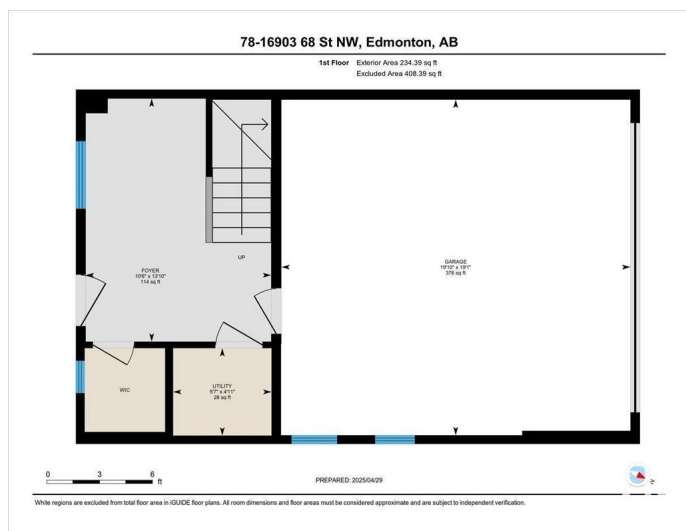 78-16903 68 St NW, Edmonton, AB
1st Floor Exterior Area 234.39 sq ft
Excluded Area 408.39 sq ft
UP
FOYER
10'6" x 13'10"
114 sq ft
GARAGE
19'10" x 19'1"
376 sq ft
WIC
UTILITY
5'7" x 4'11"
28 sq ft
0 3 6
ft
PREPARED: 2025/04/29
N
White regions are excluded from total floor area in iGUIDE floor plans. All room dimensions and floor areas must be considered approximate and are subject to independent verification.